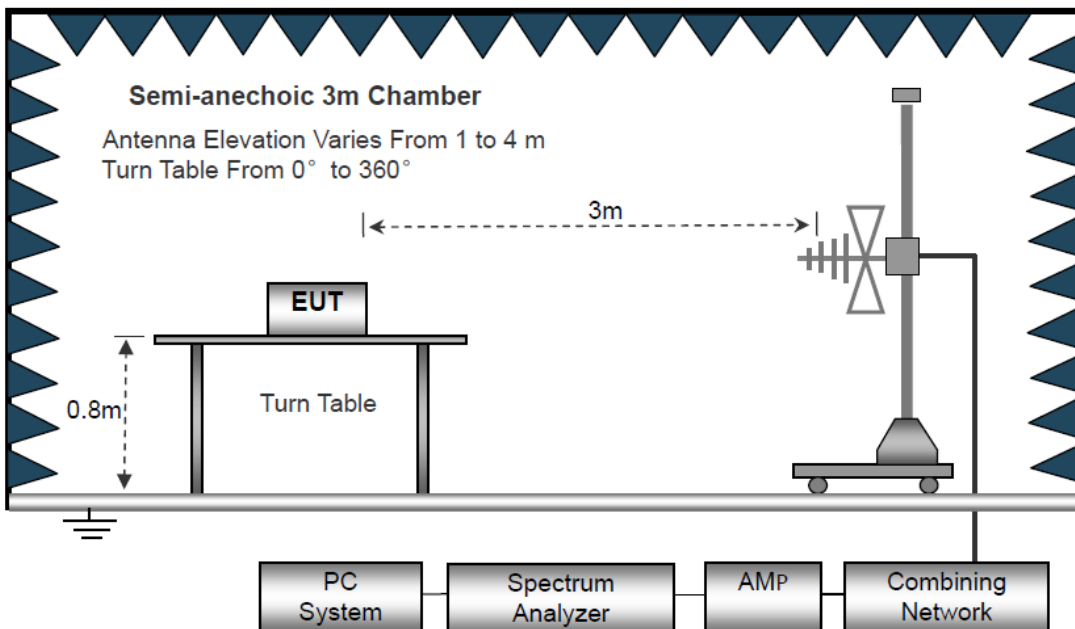 Semi-anechoic 3m Chamber
Antenna Elevation Varies From 1 to 4 m
Turn Table From 0° to 360°
3m
EUT
0.8m
Turn Table
PC
System
Spectrum
Analyzer
AMP
Combining
Network